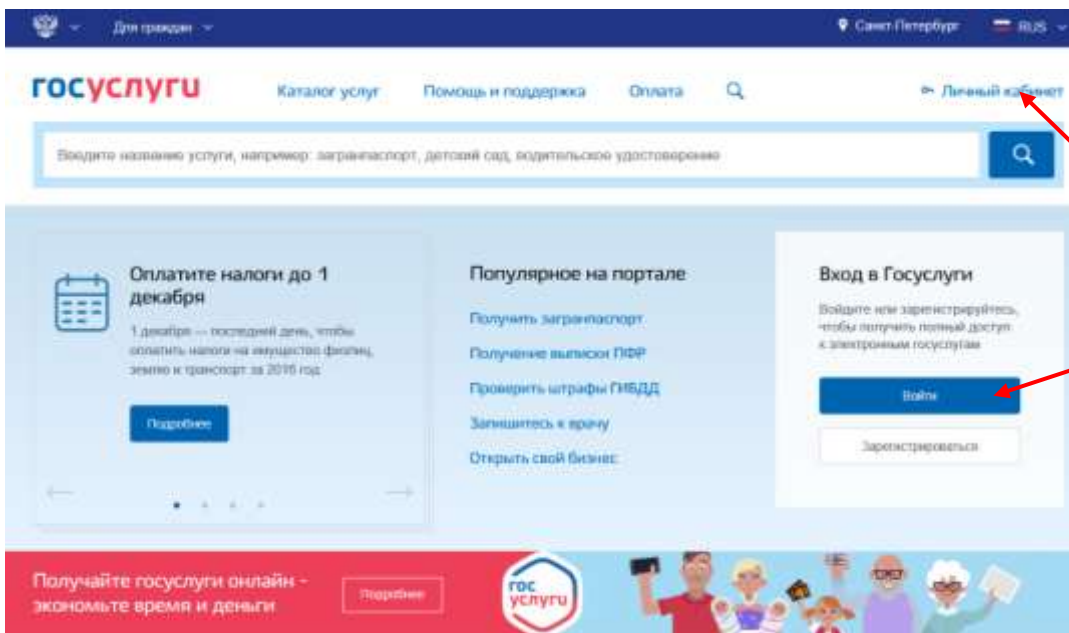 Для граждан
Санкт-Петербург
RUS
госуслуги
Каталог услуг
Помощь и поддержка
Оплата
Личный кабинет
Введите название услуги, например: загранпаспорт, детский сад, водительское удостоверение
Оплатите налоги до 1
декабря
1 декабря — последний день, чтобы
оплатить налоги на имущество физлиц,
землю и транспорт за 2016 год
Подробнее
Популярное на портале
Получить загранпаспорт
Получение выписки ПФР
Проверить штрафы ГИБДД
Запишитесь к врачу
Открыть свой бизнес
Вход в Госуслуги
Войдите или зарегистрируйтесь,
чтобы получить полный доступ
к электронным госуслугам
Войти
Зарегистрироваться
Получайте госуслуги онлайн -
экономьте время и деньги
Подробнее
гос
услуги